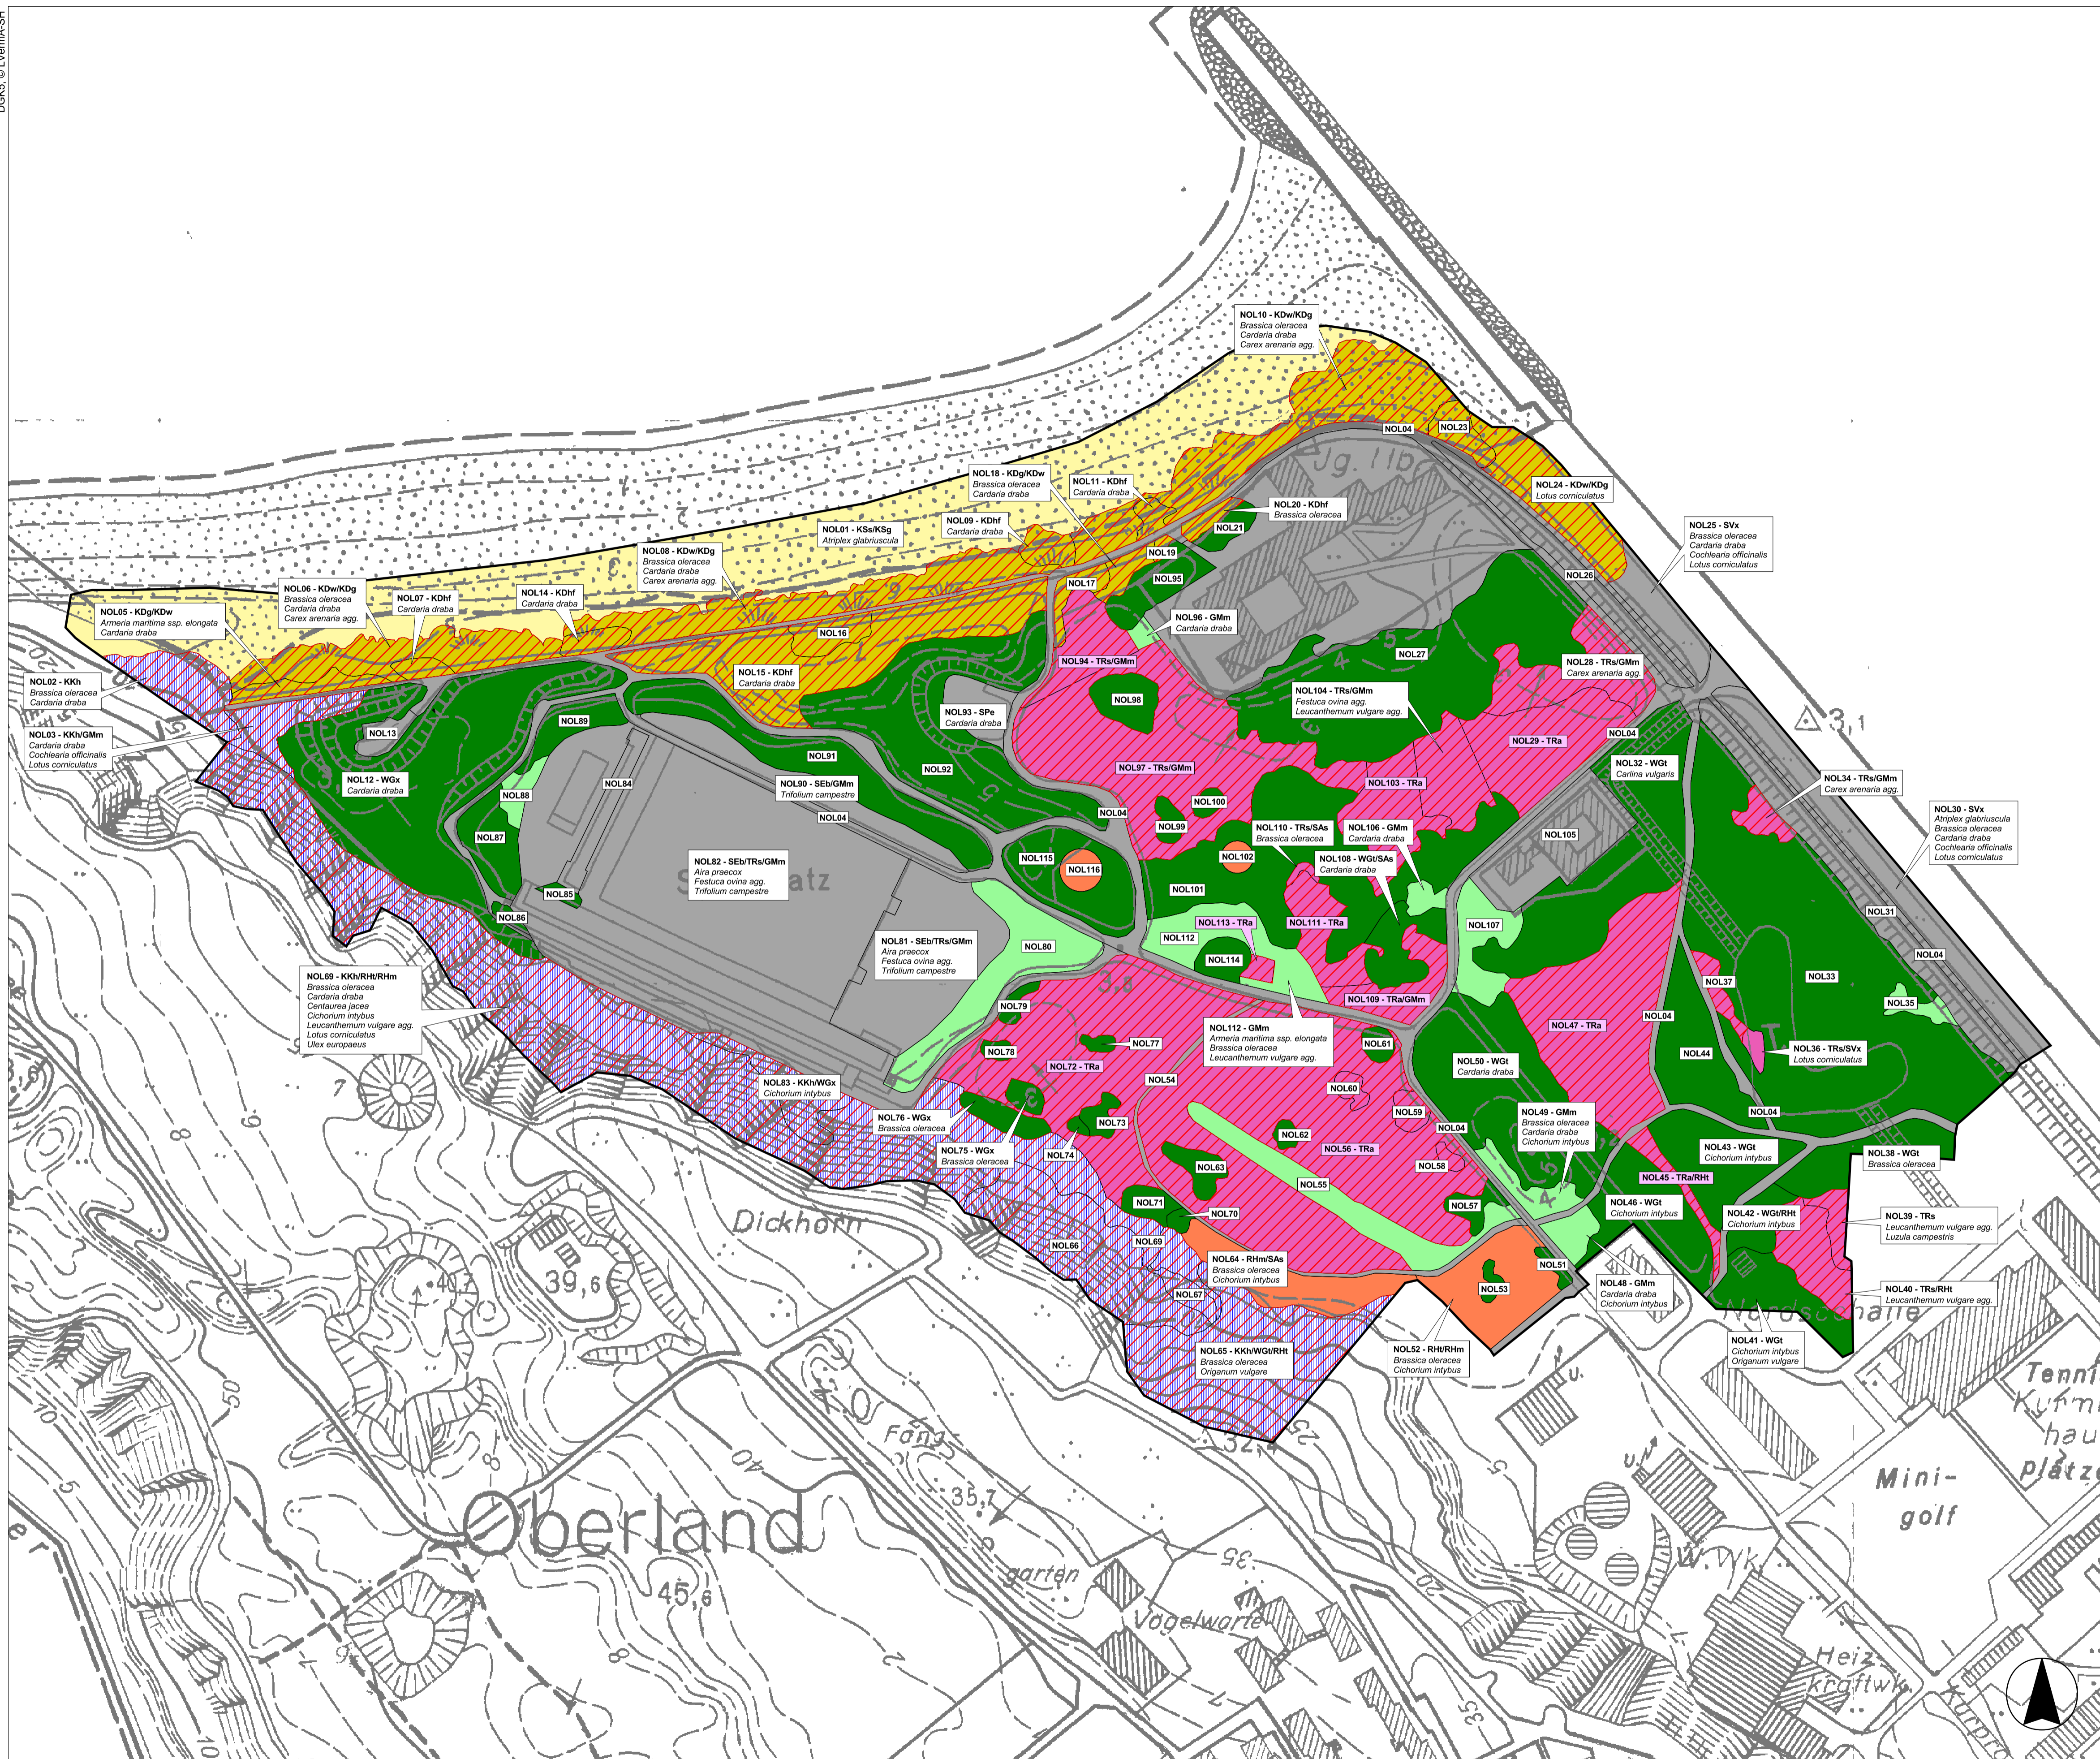 DGK5, © LVermA-SH
NOL10 - KDw/KDg
Brassica oleracea
Cardaria draba
Carex arenaria agg.
NOL04
NOL23
Jg. Hb.
NOL18 - KDg/KDw
Brassica oleracea
Cardaria draba
NOL11 - KDhf
Cardaria draba
NOL24 - KDw/KDg
Lotus corniculatus
NOL20 - KDhf
Brassica oleracea
NOL21
NOL09 - KDhf
Cardaria draba
NOL01 - KSs/KSg
Atriplex glabriuscula
NOL25 - SVx
Brassica oleracea
Cardaria draba
Cochlearia officinalis
Lotus corniculatus
NOL08 - KDw/KDg
Brassica oleracea
Cardaria draba
Carex arenaria agg.
NOL19
NOL17
NOL95
NOL26
NOL06 - KDw/KDg
Brassica oleracea
Cardaria draba
Carex arenaria agg.
NOL07 - KDhf
Cardaria draba
NOL14 - KDhf
Cardaria draba
NOL05 - KDg/KDw
Armeria maritima ssp. elongata
Cardaria draba
NOL96 - GMm
Cardaria draba
NOL16
NOL27
NOL94 - TRs/GMm
NOL28 - TRs/GMm
Carex arenaria agg.
NOL02 - KKh
Brassica oleracea
Cardaria draba
NOL15 - KDhf
Cardaria draba
NOL98
NOL104 - TRs/GMm
Festuca ovina agg.
Leucanthemum vulgare agg.
NOL03 - KKh/GMm
Cardaria draba
Cochlearia officinalis
Lotus corniculatus
NOL13
NOL89
NOL93 - SPe
Cardaria draba
3,1
NOL29 - TRa
NOL04
NOL12 - WGx
Cardaria draba
NOL91
NOL92
NOL97 - TRs/GMm
NOL32 - WGt
Carlina vulgaris
NOL84
NOL90 - SEb/GMm
Trifolium campestre
NOL103 - TRa
NOL34 - TRs/GMm
Carex arenaria agg.
NOL88
NOL04
NOL04
NOL100
NOL99
NOL30 - SVx
Atriplex glabriuscula
Brassica oleracea
Cardaria draba
Cochlearia officinalis
Lotus corniculatus
NOL87
NOL110 - TRs/SAs
Brassica oleracea
NOL106 - GMm
Cardaria draba
NOL105
NOL82 - SEb/TRs/GMm
Aira praecox
Festuca ovina agg.
Trifolium campestre
NOL115
NOL116
NOL102
NOL108 - WGt/SAs
Cardaria draba
NOL85
NOL101
NOL86
NOL31
NOL113 - TRa
NOL111 - TRa
NOL107
NOL81 - SEb/TRs/GMm
Aira praecox
Festuca ovina agg.
Trifolium campestre
NOL80
NOL112
NOL114
NOL04
NOL69 - KKh/RHt/RHm
Brassica oleracea
Cardaria draba
Centaurea jacea
Cichorium intybus
Leucanthemum vulgare agg.
Lotus corniculatus
Ulex europaeus
NOL33
NOL37
3,8
NOL79
NOL109 - TRa/GMm
NOL35
NOL04
NOL47 - TRa
NOL112 - GMm
Armeria maritima ssp. elongata
Brassica oleracea
Leucanthemum vulgare agg.
NOL77
NOL78
NOL61
NOL44
NOL36 - TRs/SVx
Lotus corniculatus
NOL50 - WGt
Cardaria draba
NOL72 - TRa
NOL54
NOL83 - KKh/WGx
Cichorium intybus
NOL60
NOL59
NOL49 - GMm
Brassica oleracea
Cardaria draba
Cichorium intybus
NOL04
NOL76 - WGx
Brassica oleracea
NOL73
NOL04
NOL62
NOL43 - WGt
Cichorium intybus
NOL38 - WGt
Brassica oleracea
NOL75 - WGx
Brassica oleracea
NOL74
NOL56 - TRa
NOL58
NOL63
NOL45 - TRa/RHt
NOL55
NOL71
NOL57
NOL46 - WGt
Cichorium intybus
NOL42 - WGt/RHt
Cichorium intybus
NOL39 - TRs
Leucanthemum vulgare agg.
Luzula campestris
Dickhorn
NOL70
NOL66
NOL69
NOL64 - RHm/SAs
Brassica oleracea
Cichorium intybus
NOL51
39,6
NOL67
NOL53
NOL48 - GMm
Cardaria draba
Cichorium intybus
NOL40 - TRs/RHt
Leucanthemum vulgare agg.
Nordseehalle
NOL65 - KKh/WGt/RHt
Brassica oleracea
Origanum vulgare
NOL52 - RHt/RHm
Brassica oleracea
Cichorium intybus
NOL41 - WGt
Cichorium intybus
Origanum vulgare
Fang-
garten
35,7
Mini-
golf
Oberland
45,6
Vogelwarte
W.Wk.
Heiz-
kraftwk.